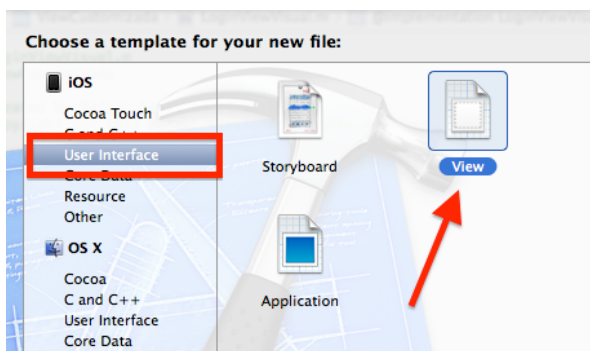 Choose a template for your new file:
iOS
Cocoa Touch
C and C++
User Interface
Core Data
Resource
Other
OS X
Cocoa
C and C++
User Interface
Core Data
Storyboard
View
Application